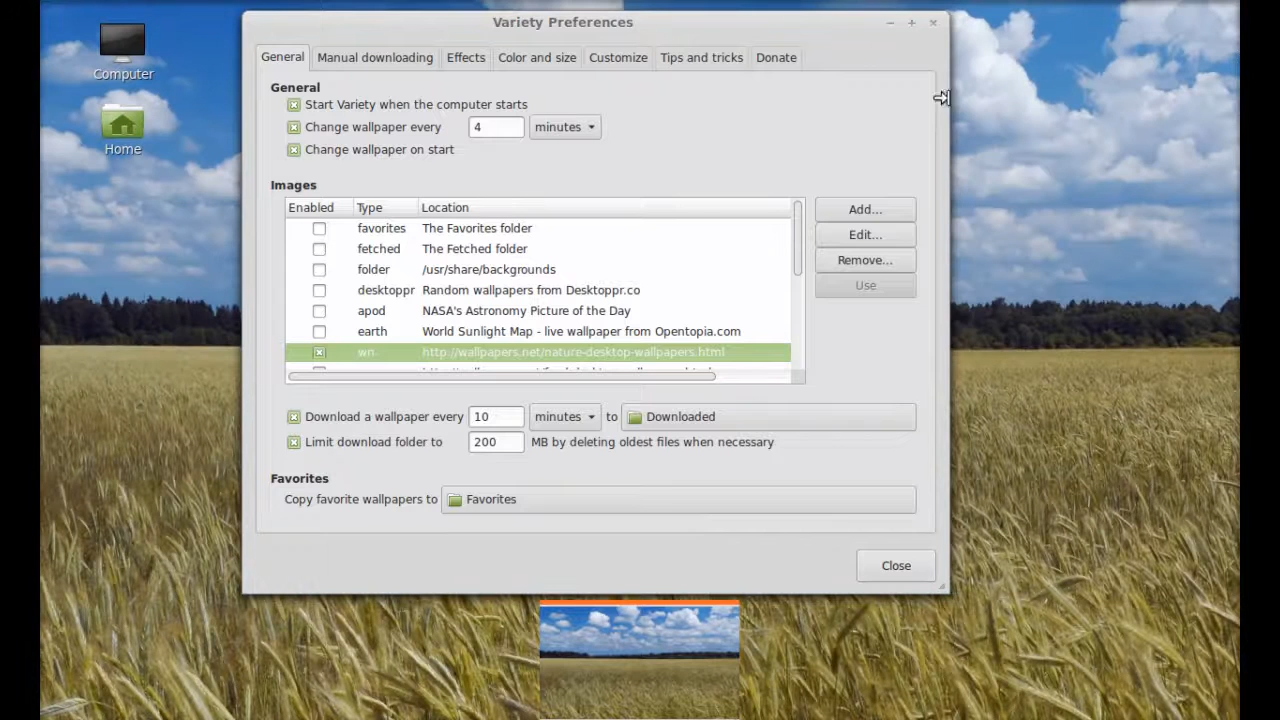 Variety Preferences
Computer
Home
General Manual downloading Effects Color and size Customize Tips and tricks Donate
General
Start Variety when the computer starts
Change wallpaper every 4 minutes
Change wallpaper on start
Images
Enabled Type Location
favorites The Favorites folder
fetched The Fetched folder
folder /usr/share/backgrounds
desktoppr Random wallpapers from Desktoppr.co
apod NASA's Astronomy Picture of the Day
earth World Sunlight Map - live wallpaper from Opentopia.com
wn http://wallpapers.net/nature-desktop-wallpapers.html
Add...
Edit...
Remove...
Use
Download a wallpaper every 10 minutes to Downloaded
Limit download folder to 200 MB by deleting oldest files when necessary
Favorites
Copy favorite wallpapers to Favorites
Close